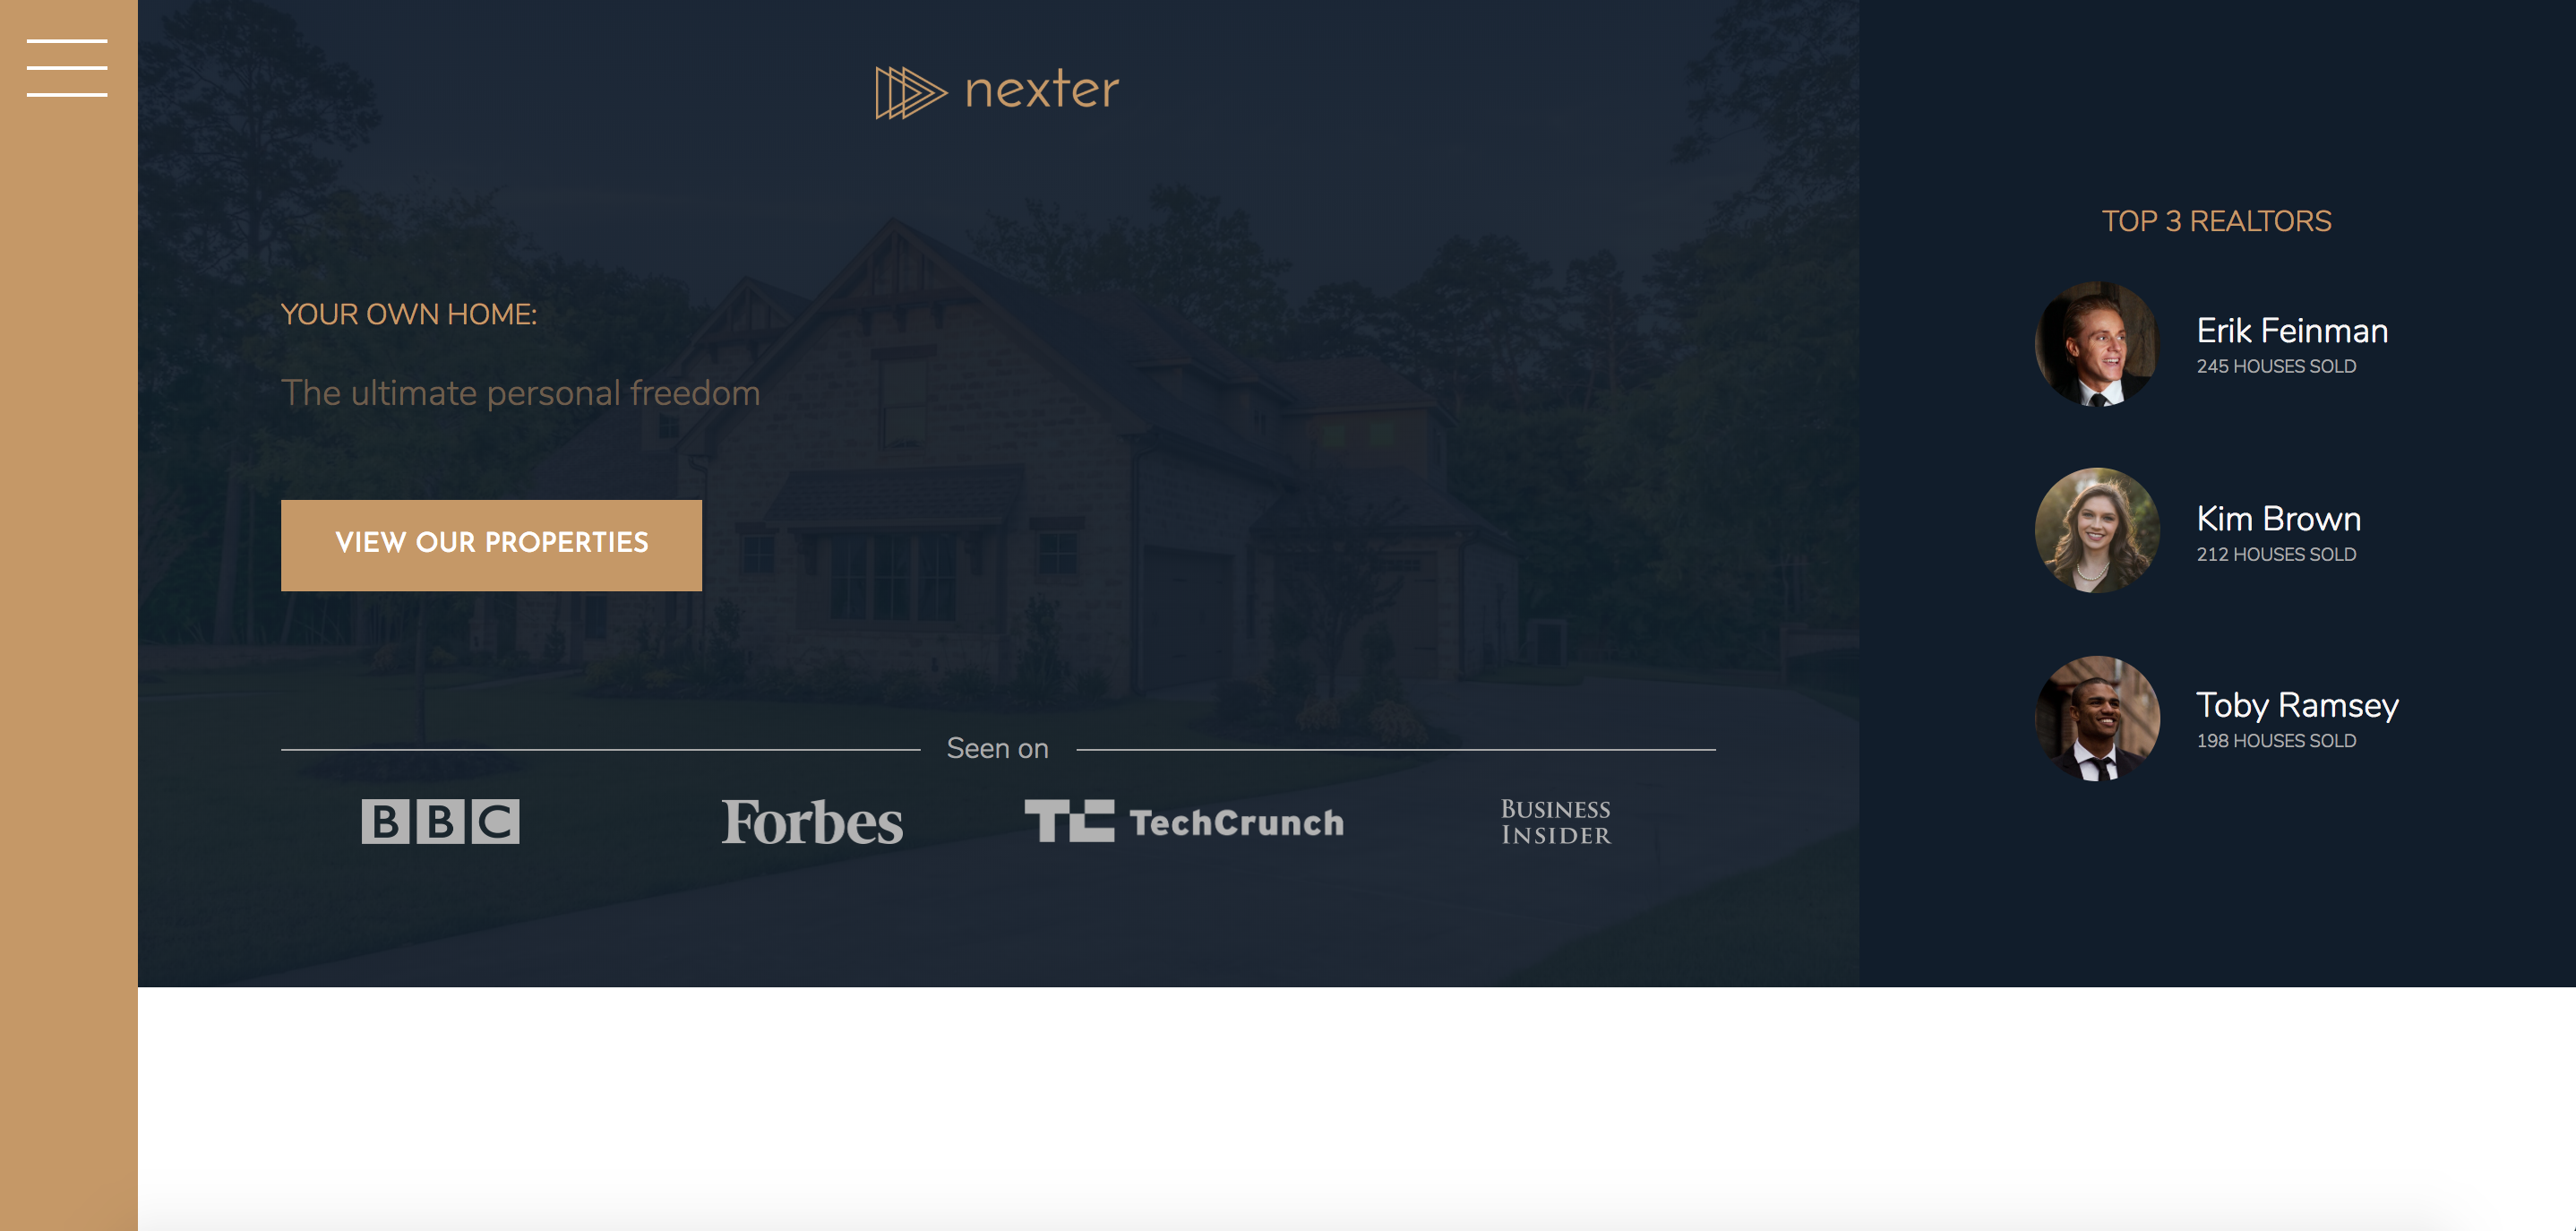 nexter
YOUR OWN HOME:
The ultimate personal freedom
VIEW OUR PROPERTIES
Seen on
BBC
Forbes
TC TechCrunch
BUSINESS
INSIDER
TOP 3 REALTORS
Erik Feinman
245 HOUSES SOLD
Kim Brown
212 HOUSES SOLD
Toby Ramsey
198 HOUSES SOLD